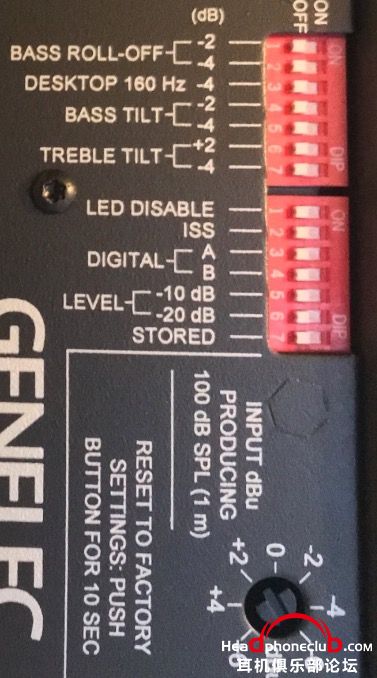 (dB)
ON
OFF
BASS ROLL-OFF -2
-4
DESKTOP 160 Hz -4
BASS TILT -2
-4
TREBLE TILT +2
-4
ON
DIP
1
2
3
4
5
6
7
LED DISABLE
ISS
DIGITAL A
B
LEVEL -10 dB
-20 dB
STORED
ON
DIP
1
2
3
4
5
6
7
GENELEC
INPUT dBu
PRODUCING
100 dB SPL (1 m)
RESET TO FACTORY
SETTINGS: PUSH
BUTTON FOR 10 SEC
-2
0
+2
-4
+4
Headphoneclub.com
耳机俱乐部论坛